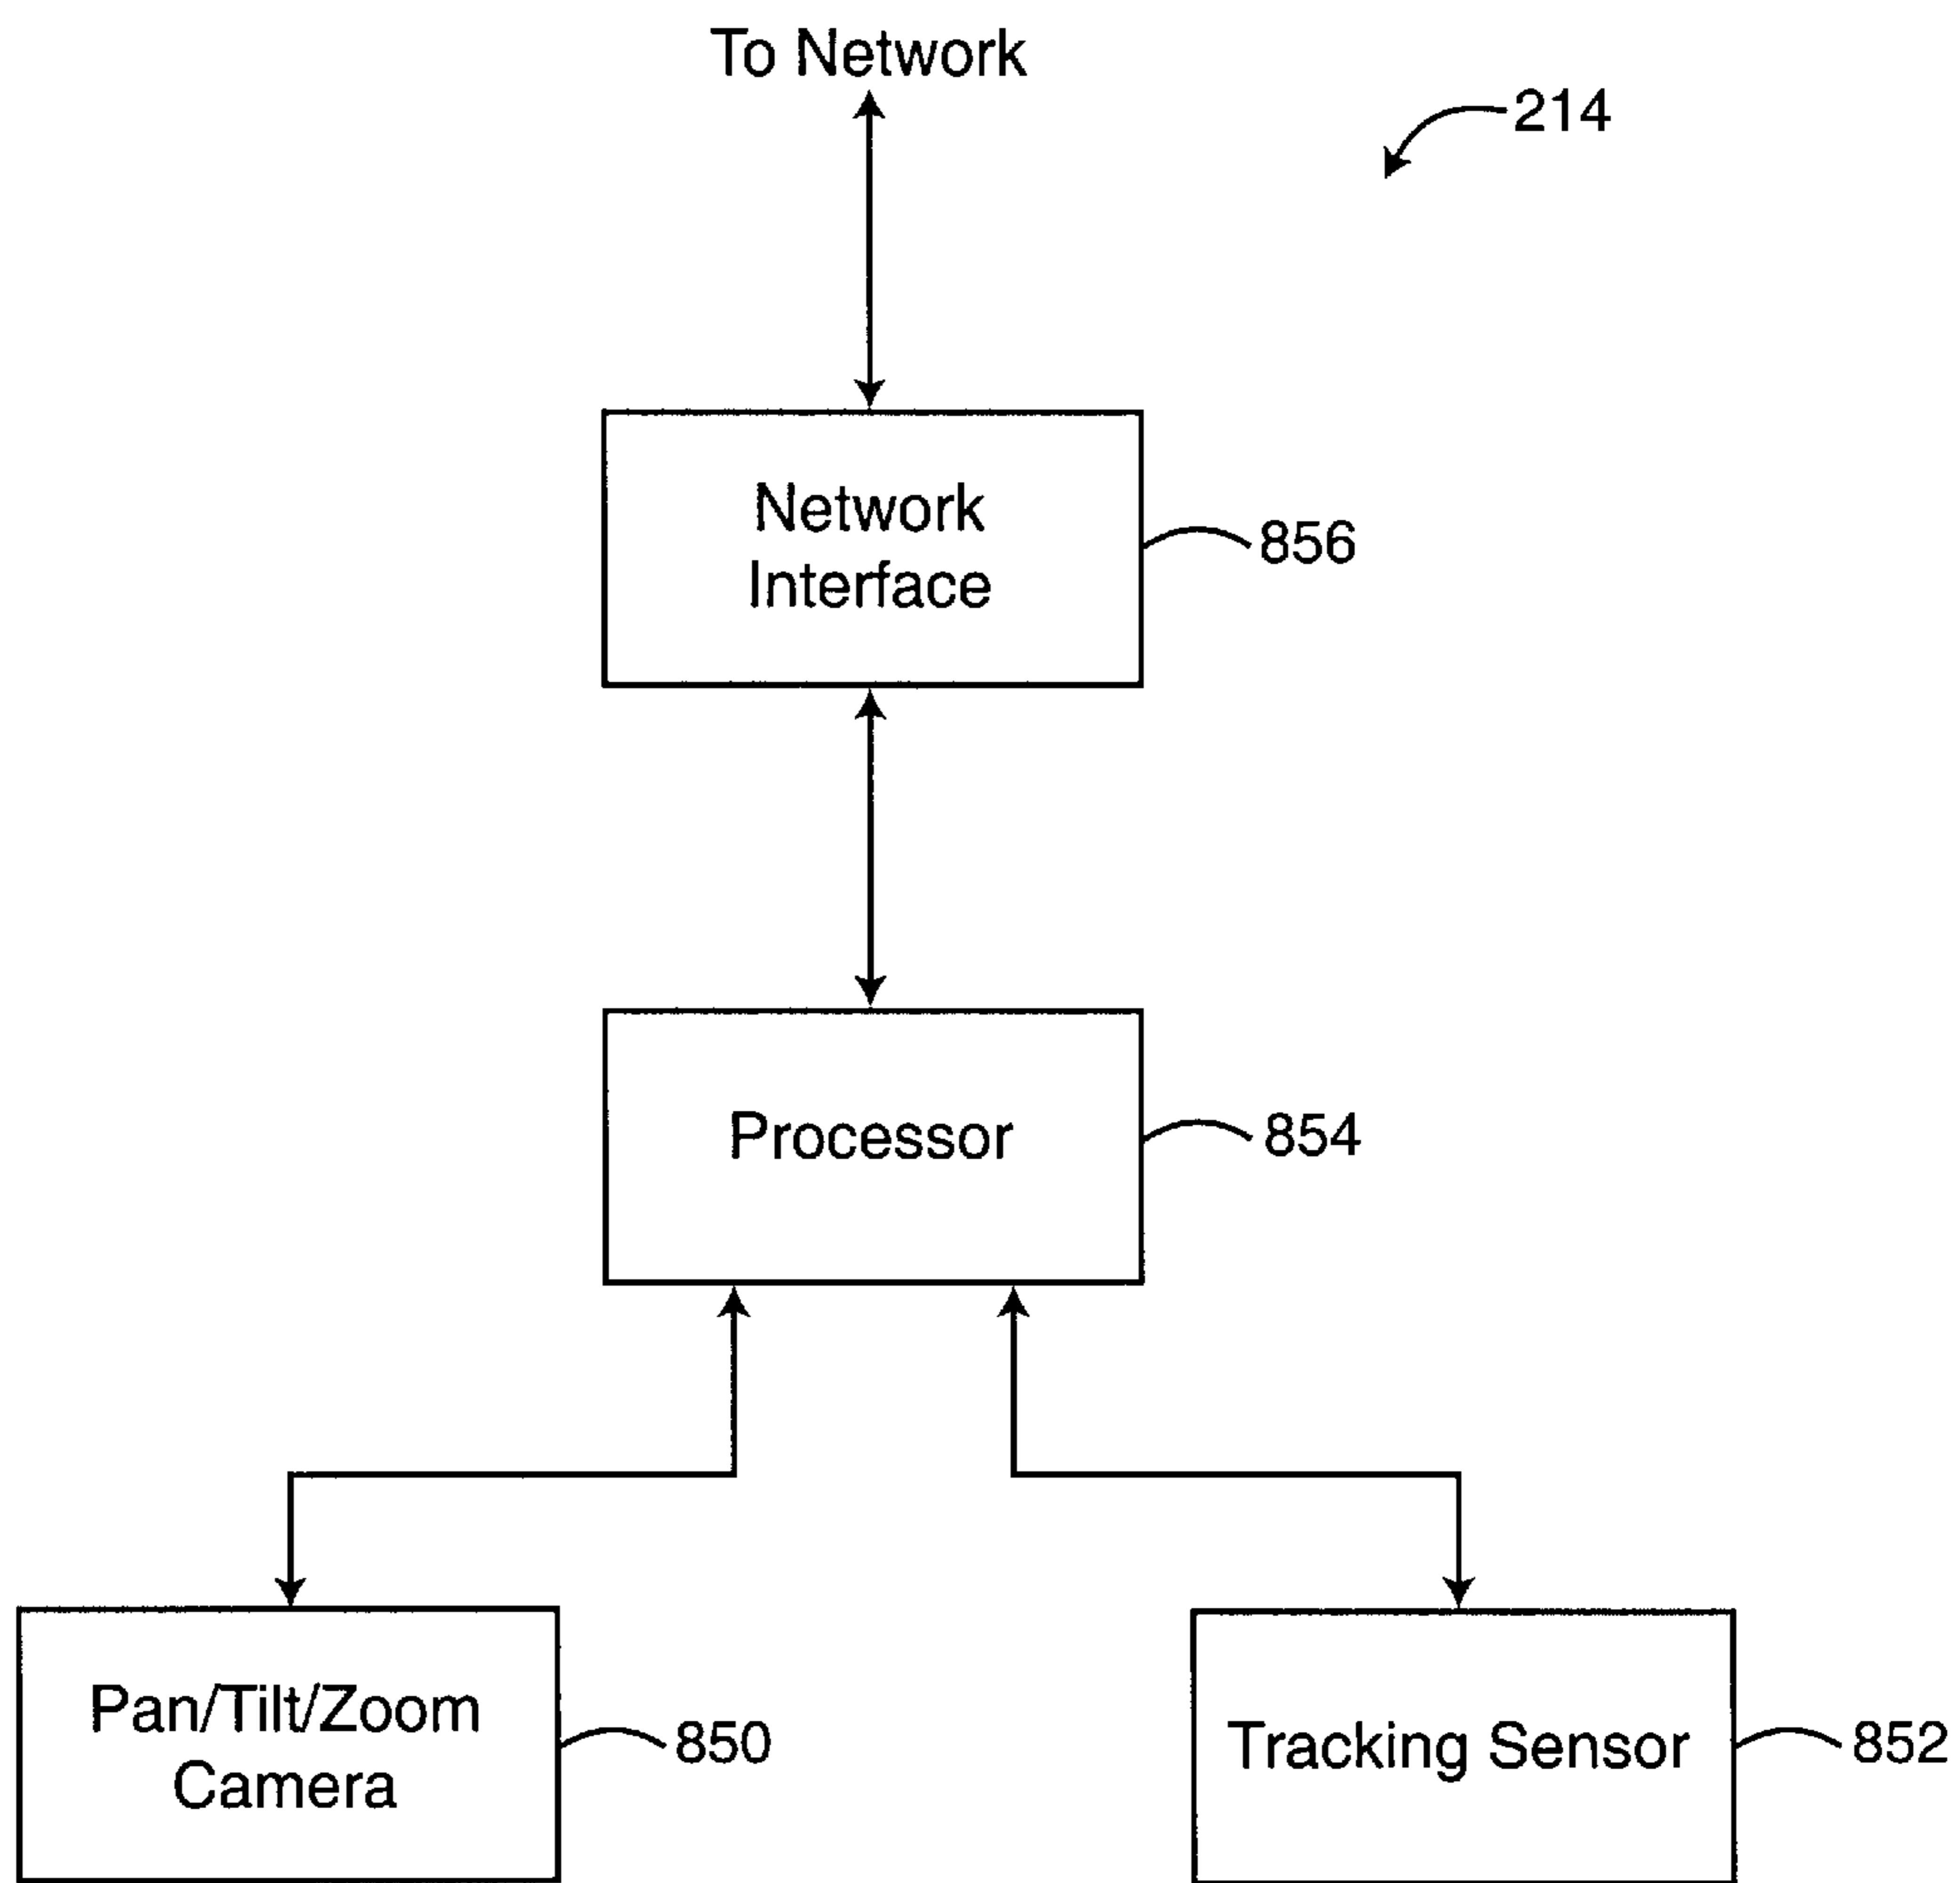 To Network
214
Network
Interface
856
Processor
854
Pan/Tilt/Zoom
Camera
850
Tracking Sensor
852